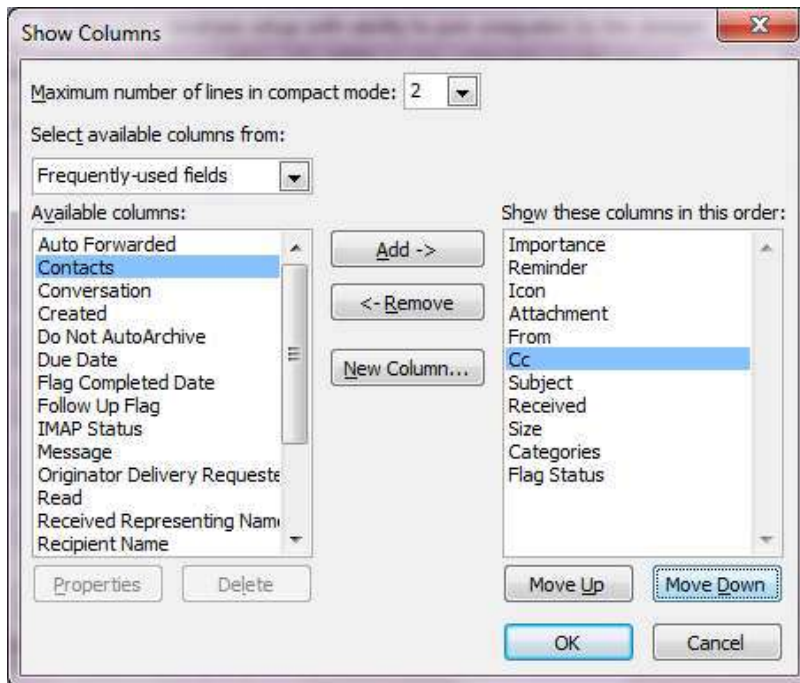 Show Columns
Maximum number of lines in compact mode: 2
Select available columns from:
Frequently-used fields
Available columns:
Auto Forwarded
Contacts
Conversation
Created
Do Not AutoArchive
Due Date
Flag Completed Date
Follow Up Flag
IMAP Status
Message
Originator Delivery Requeste
Read
Received Representing Nam
Recipient Name
Add ->
<- Remove
New Column...
Show these columns in this order:
Importance
Reminder
Icon
Attachment
From
Cc
Subject
Received
Size
Categories
Flag Status
Properties
Delete
Move Up
Move Down
OK
Cancel